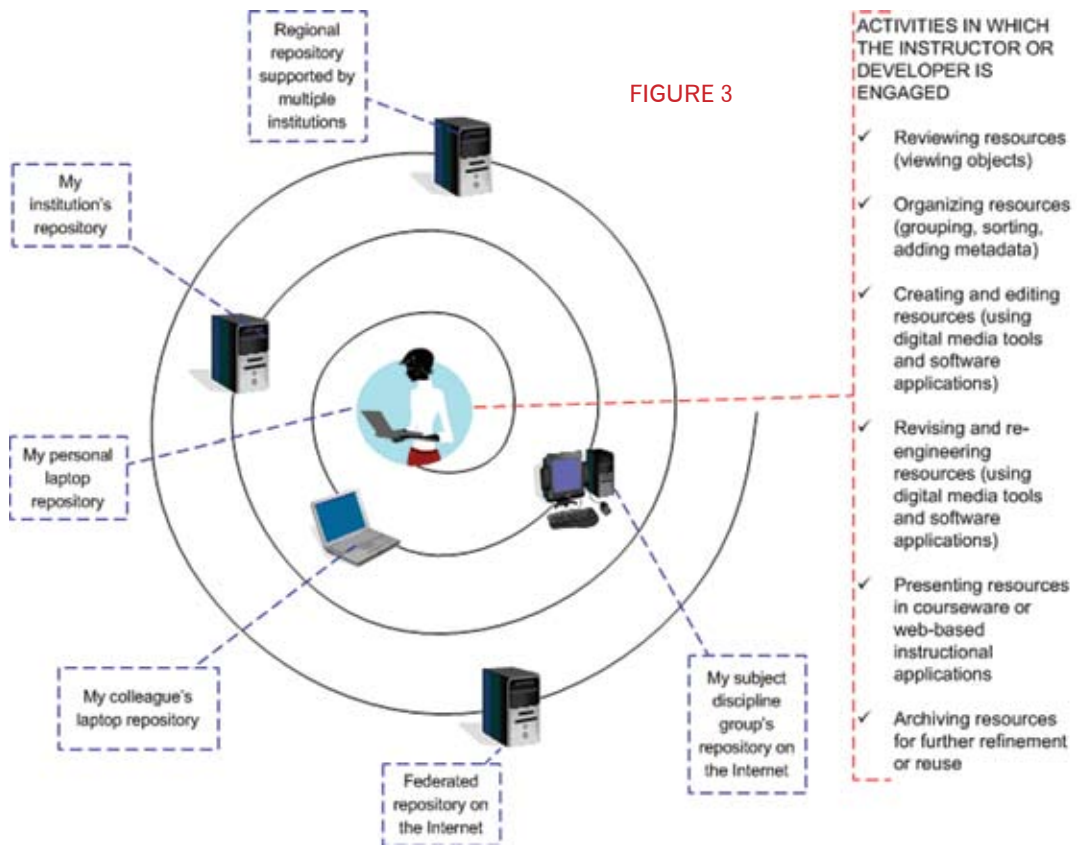 Regional
repository
supported by
multiple
institutions
FIGURE 3
My
institution's
repository
My personal
laptop
repository
My colleague's
laptop repository
Federated
repository on
the Internet
My subject
discipline
group's
repository on
the Internet
ACTIVITIES IN WHICH
THE INSTRUCTOR OR
DEVELOPER IS
ENGAGED
✓ Reviewing resources
(viewing objects)
✓ Organizing resources
(grouping, sorting,
adding metadata)
✓ Creating and editing
resources (using
digital media tools
and software
applications)
✓ Revising and re-
engineering
resources (using
digital media tools
and software
applications)
✓ Presenting resources
in courseware or
web-based
instructional
applications
✓ Archiving resources
for further refinement
or reuse